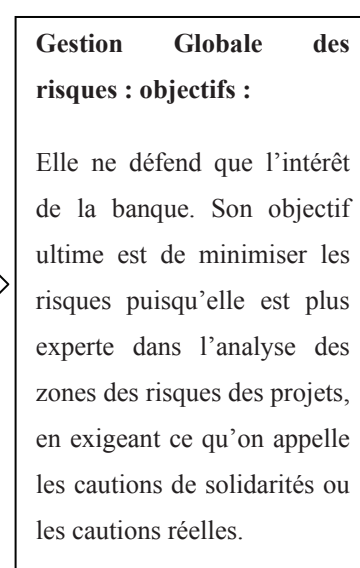 Gestion Globale des
risques : objectifs :
Elle ne défend que l’intérêt
de la banque. Son objectif
ultime est de minimiser les
risques puisqu’elle est plus
experte dans l’analyse des
zones des risques des projets,
en exigeant ce qu’on appelle
les cautions de solidarités ou
les cautions réelles.